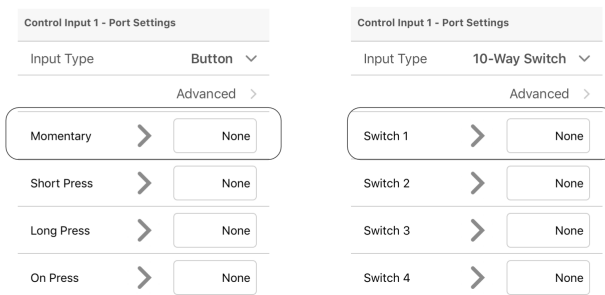 Control Input 1 - Port Settings
Input Type Button
Advanced
Momentary None
Short Press None
Long Press None
On Press None
Control Input 1 - Port Settings
Input Type 10-Way Switch
Advanced
Switch 1 None
Switch 2 None
Switch 3 None
Switch 4 None